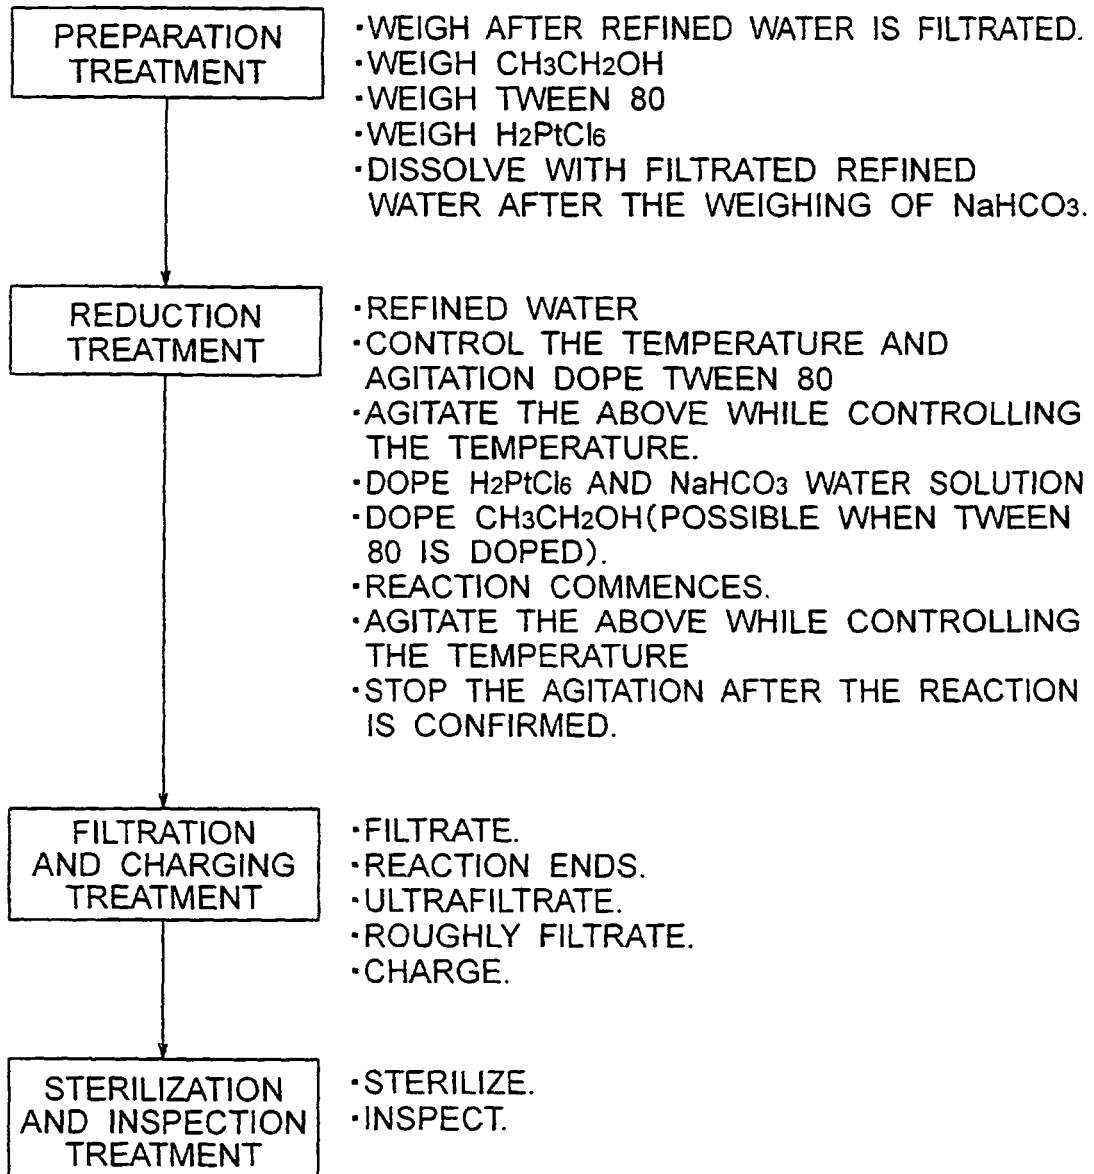 PREPARATION
TREATMENT
·WEIGH AFTER REFINED WATER IS FILTRATED.
·WEIGH CH3CH2OH
·WEIGH TWEEN 80
·WEIGH H2PtCl6
·DISSOLVE WITH FILTRATED REFINED
WATER AFTER THE WEIGHING OF NaHCO3.
REDUCTION
TREATMENT
·REFINED WATER
·CONTROL THE TEMPERATURE AND
AGITATION DOPE TWEEN 80
·AGITATE THE ABOVE WHILE CONTROLLING
THE TEMPERATURE.
·DOPE H2PtCl6 AND NaHCO3 WATER SOLUTION
·DOPE CH3CH2OH(POSSIBLE WHEN TWEEN
80 IS DOPED).
·REACTION COMMENCES.
·AGITATE THE ABOVE WHILE CONTROLLING
THE TEMPERATURE
·STOP THE AGITATION AFTER THE REACTION
IS CONFIRMED.
FILTRATION
AND CHARGING
TREATMENT
·FILTRATE.
·REACTION ENDS.
·ULTRAFILTRATE.
·ROUGHLY FILTRATE.
·CHARGE.
STERILIZATION
AND INSPECTION
TREATMENT
·STERILIZE.
·INSPECT.